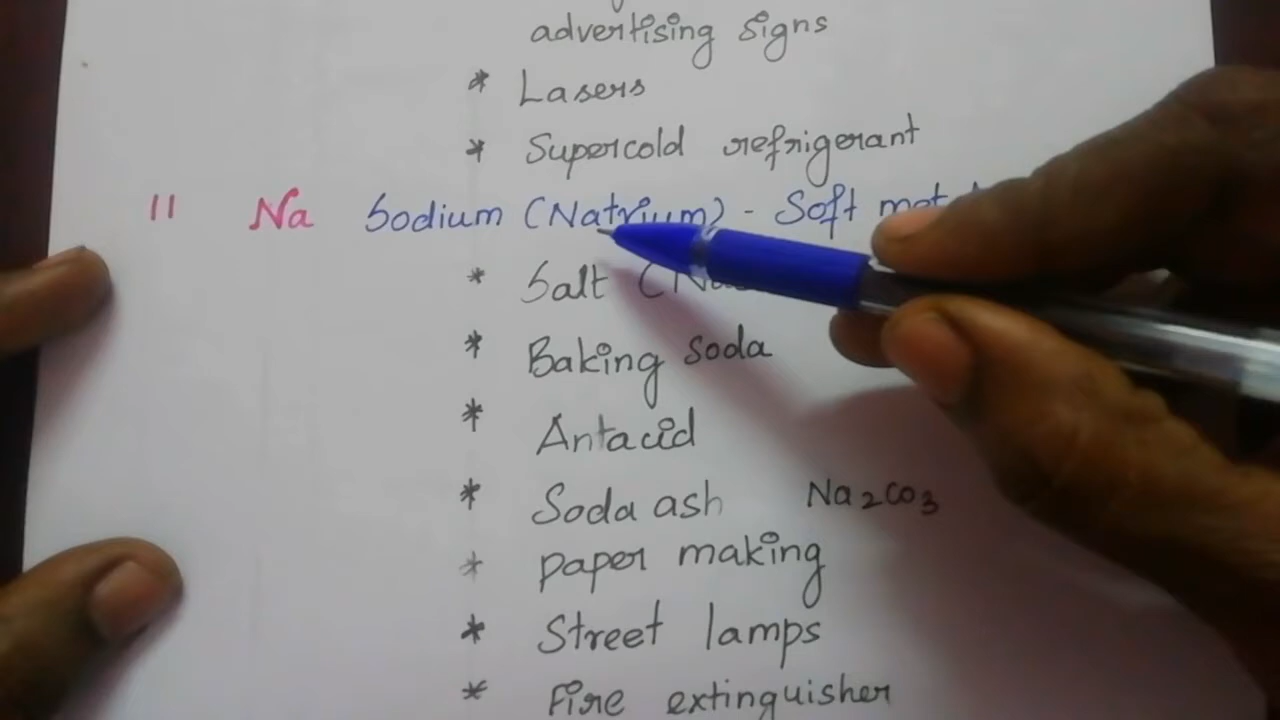 advertising signs
* Lasers
* Supercold refrigerant
11 Na Sodium (Natrium) - Soft
* Salt
* Baking soda
* Antacid
* Soda ash Na2CO3
* paper making
* Street lamps
* Fire extinguisher